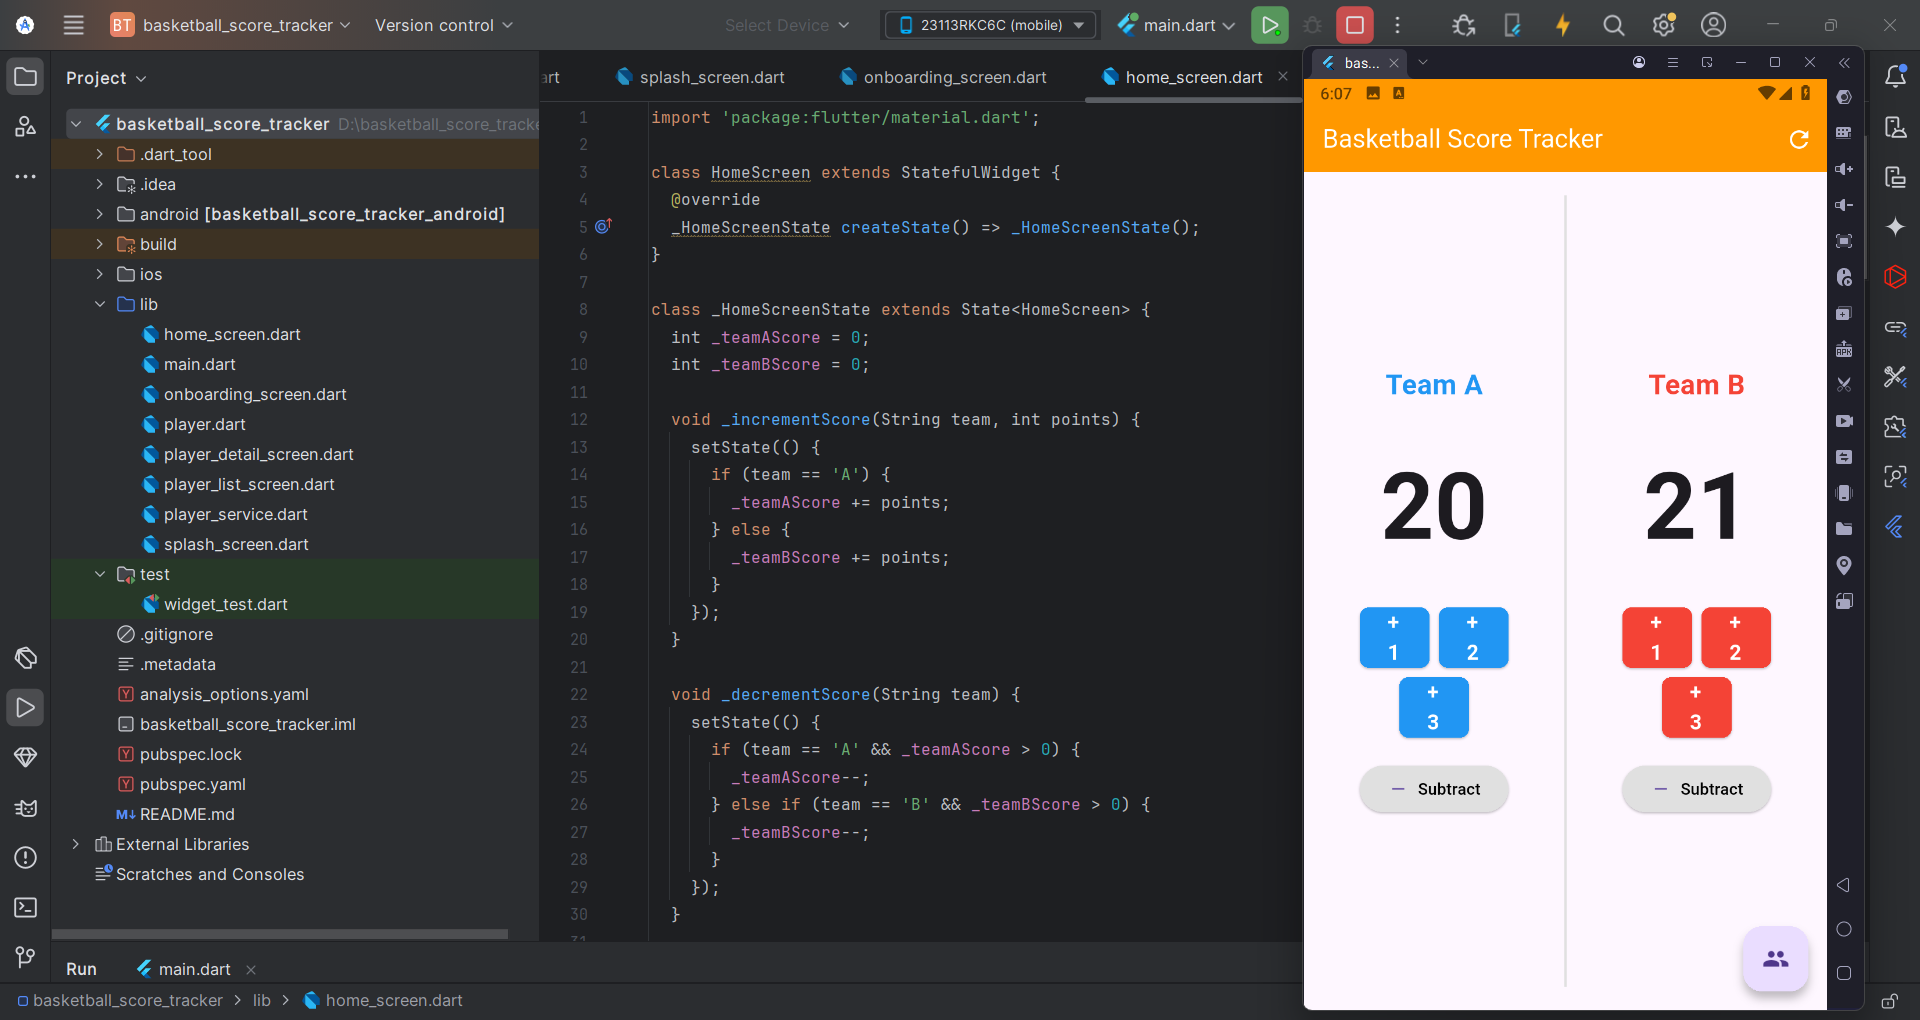 BT basketball_score_tracker
Version control
Select Device
23113RKC6C (mobile)
main.dart
Project
basketball_score_tracker D:\basketball_score_tracke
.dart_tool
.idea
android [basketball_score_tracker_android]
build
ios
lib
home_screen.dart
main.dart
onboarding_screen.dart
player.dart
player_detail_screen.dart
player_list_screen.dart
player_service.dart
splash_screen.dart
test
widget_test.dart
.gitignore
.metadata
analysis_options.yaml
basketball_score_tracker.iml
pubspec.lock
pubspec.yaml
M↓ README.md
External Libraries
Scratches and Consoles
art
splash_screen.dart
onboarding_screen.dart
home_screen.dart
1 import 'package:flutter/material.dart';
2
3 class HomeScreen extends StatefulWidget {
4 @override
5 _HomeScreenState createState() => _HomeScreenState();
6 }
7
8 class _HomeScreenState extends State<HomeScreen> {
9 int _teamAScore = 0;
10 int _teamBScore = 0;
11
12 void _incrementScore(String team, int points) {
13 setState(() {
14 if (team == 'A') {
15 _teamAScore += points;
16 } else {
17 _teamBScore += points;
18 }
19 });
20 }
21
22 void _decrementScore(String team) {
23 setState(() {
24 if (team == 'A' && _teamAScore > 0) {
25 _teamAScore--;
26 } else if (team == 'B' && _teamBScore > 0) {
27 _teamBScore--;
28 }
29 });
30 }
31
bas...
6:07
Basketball Score Tracker
Team A
Team B
20
21
+ 1
+ 2
+ 3
+ 1
+ 2
+ 3
Subtract
Subtract
Run
main.dart
basketball_score_tracker > lib > home_screen.dart